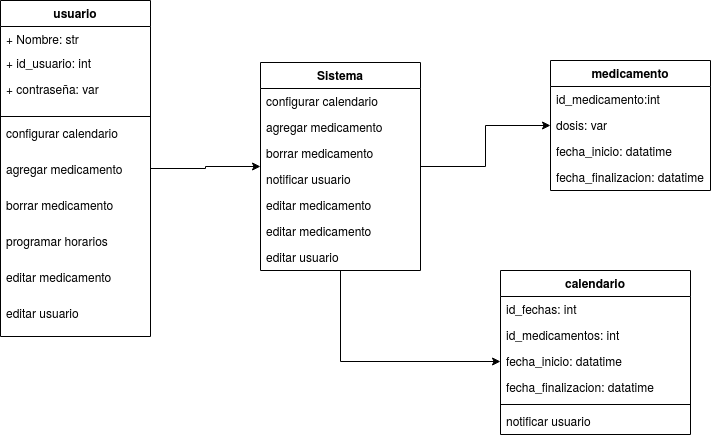 usuario
+ Nombre: str
+ id_usuario: int
+ contraseña: var
configurar calendario
agregar medicamento
borrar medicamento
programar horarios
editar medicamento
editar usuario
Sistema
configurar calendario
agregar medicamento
borrar medicamento
notificar usuario
editar medicamento
editar medicamento
editar usuario
medicamento
id_medicamento:int
dosis: var
fecha_inicio: datatime
fecha_finalizacion: datatime
calendario
id_fechas: int
id_medicamentos: int
fecha_inicio: datatime
fecha_finalizacion: datatime
notificar usuario